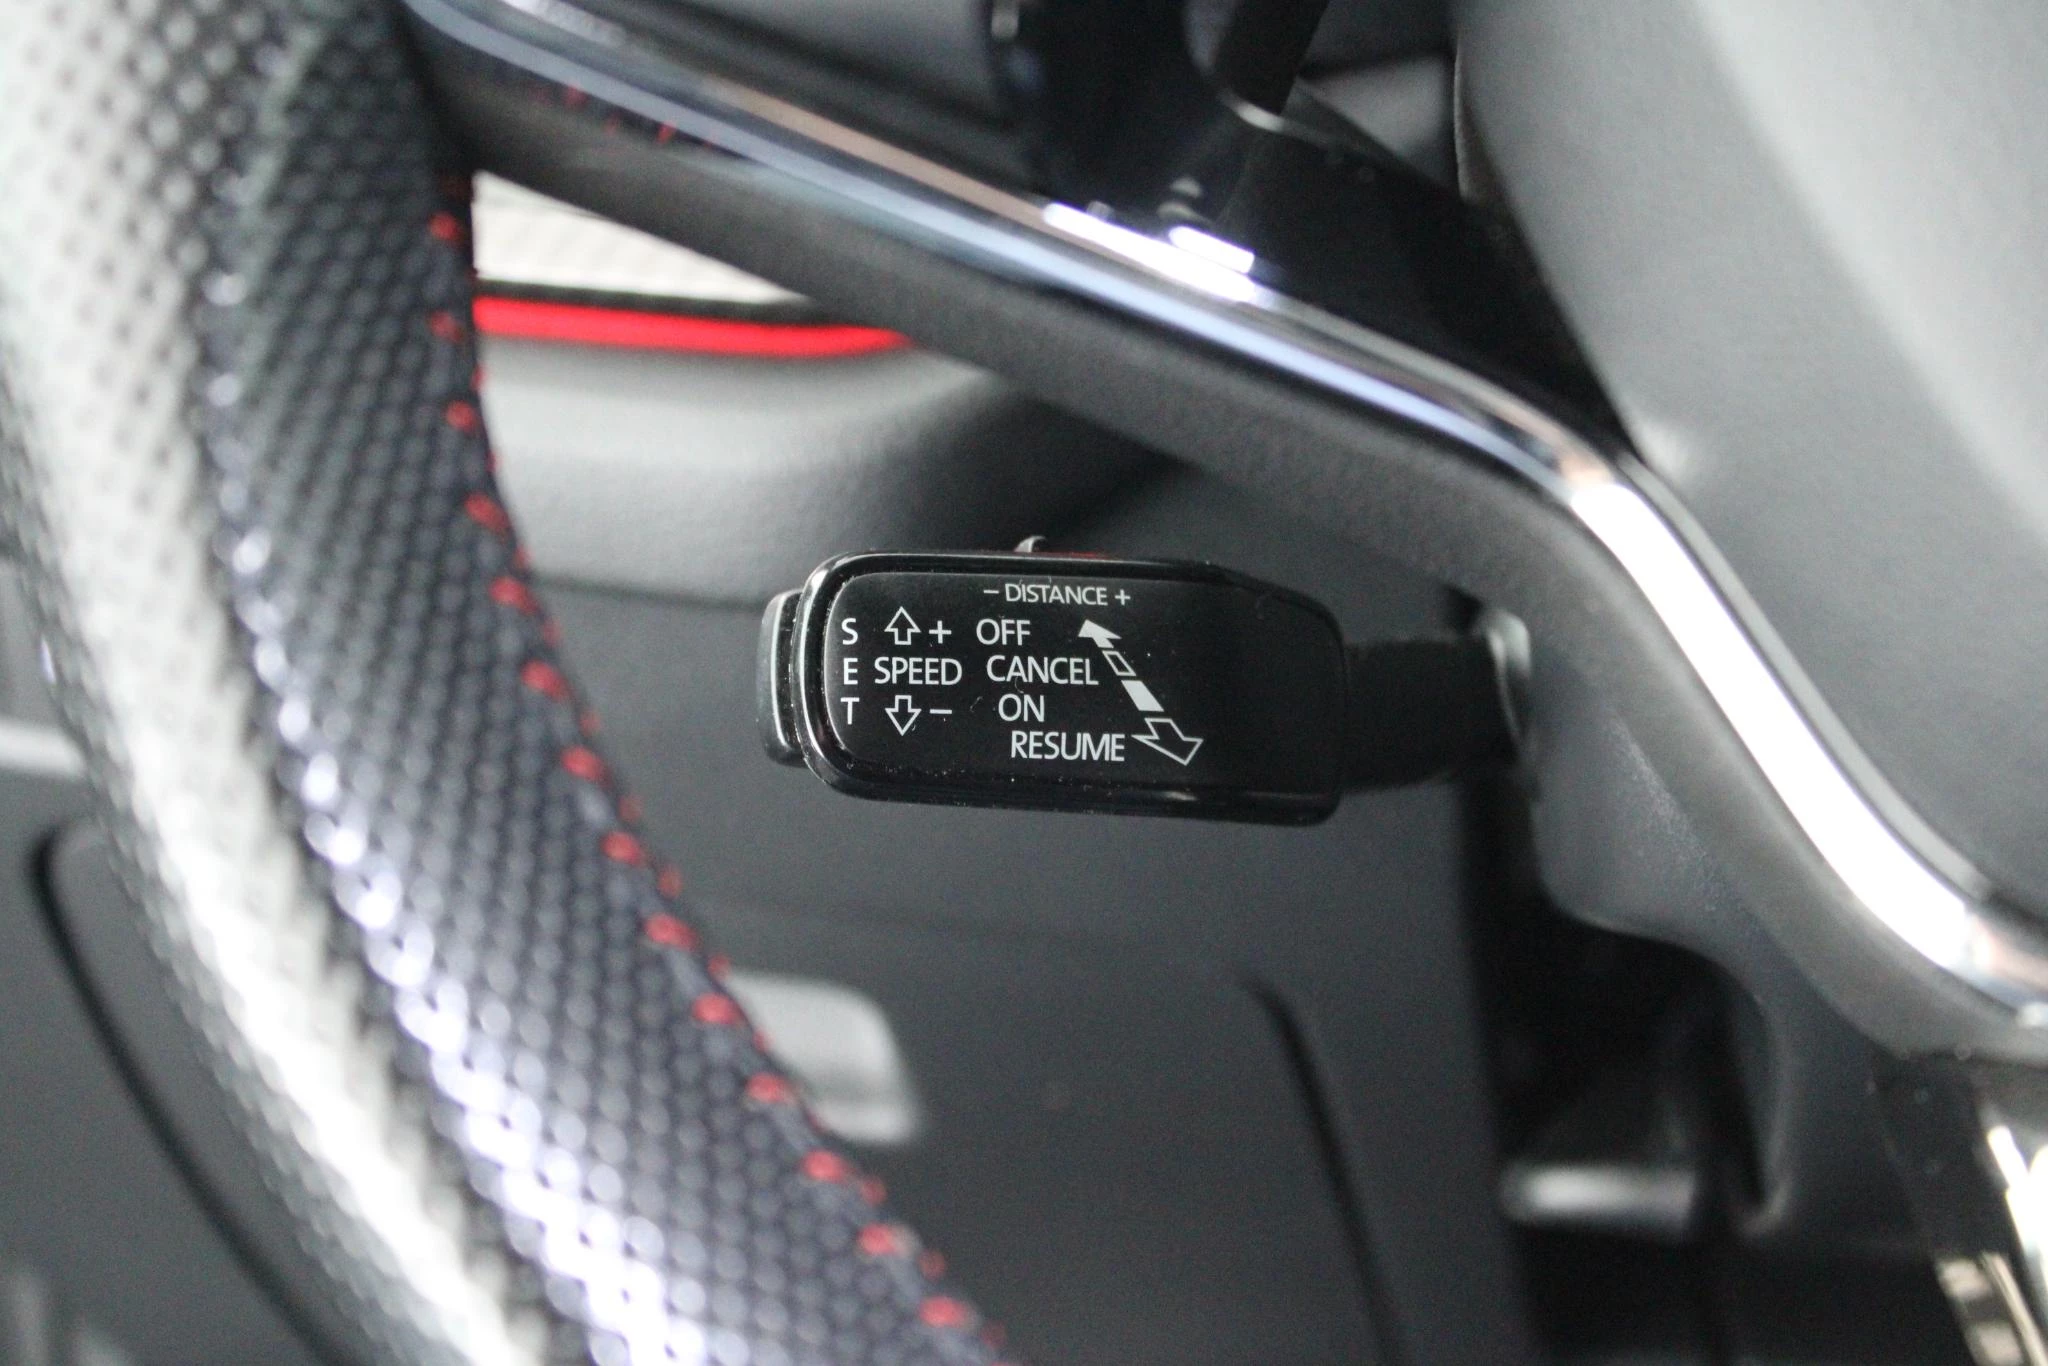 − DISTANCE +
S + OFF
E SPEED CANCEL
T − ON
RESUME